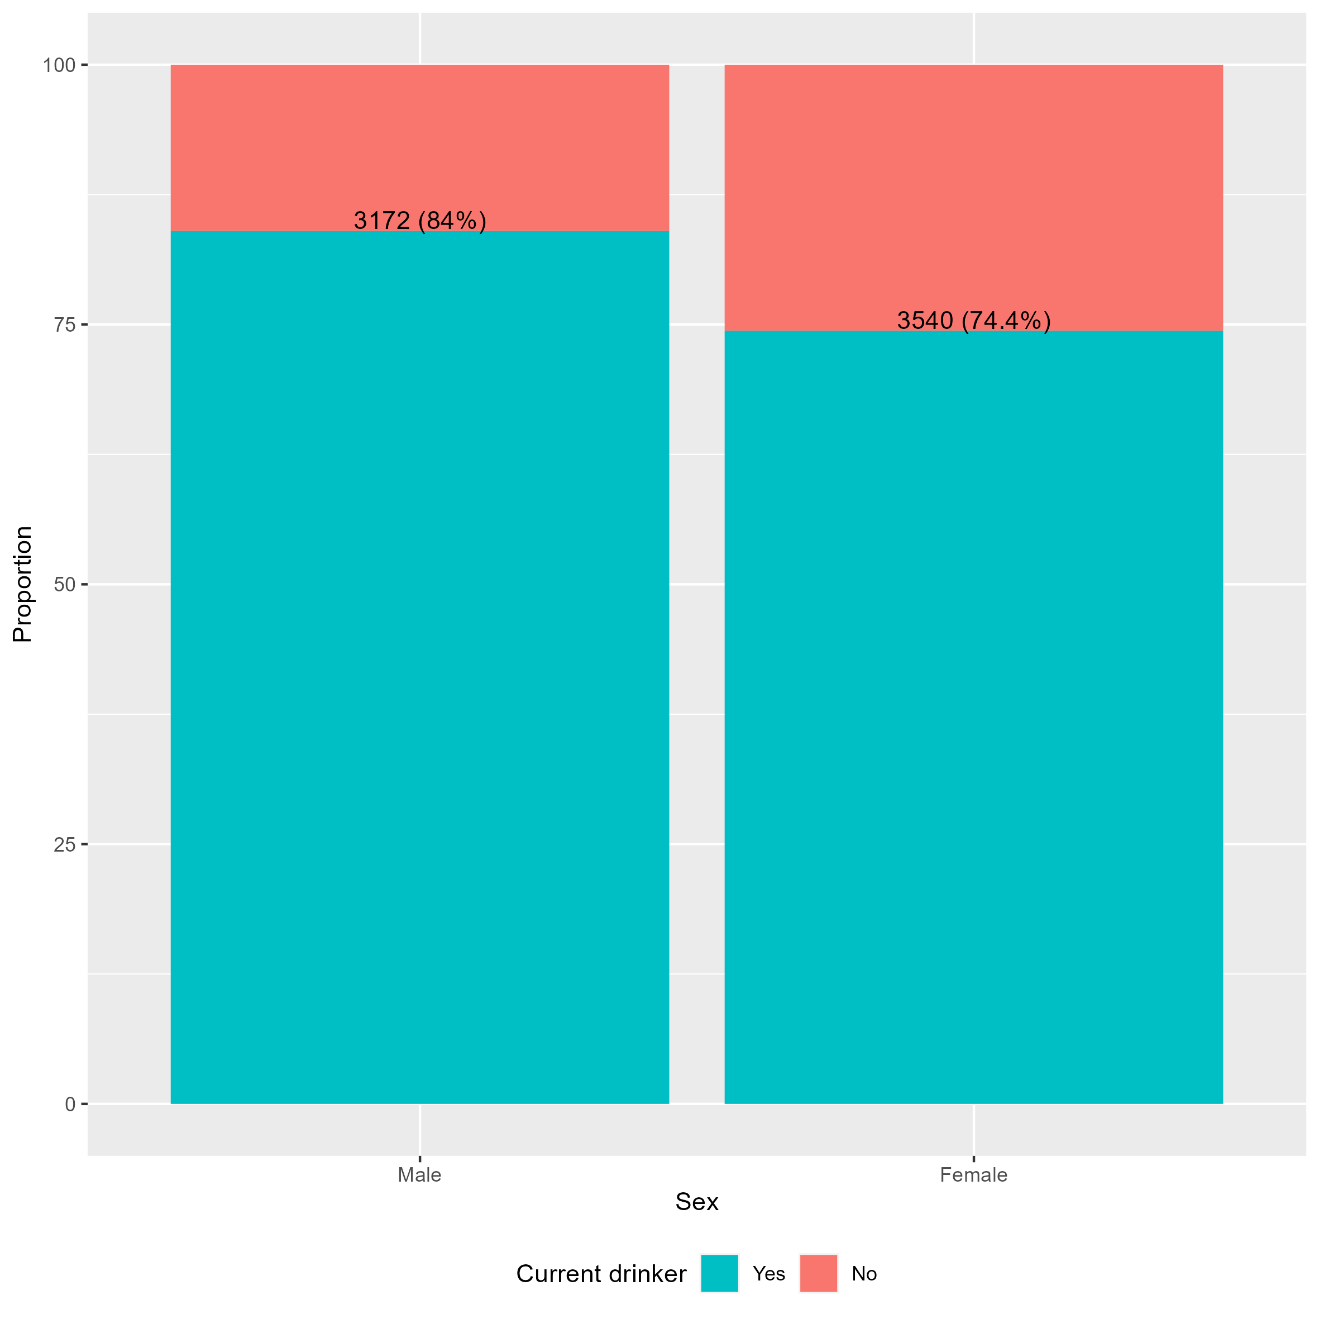 100
3172 (84%)
75
3540 (74.4%)
50
25
0
Proportion
Male
Female
Sex
Current drinker
Yes
No